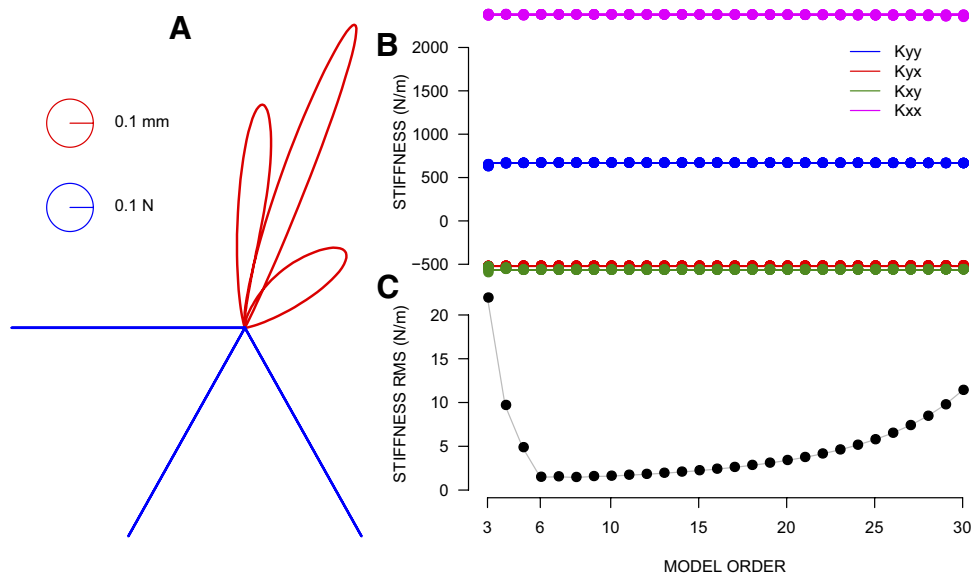 A
0.1 mm
0.1 N
B
STIFFNESS (N/m)
2000
1500
1000
500
0
−500
Kyy
Kyx
Kxy
Kxx
C
STIFFNESS RMS (N/m)
20
15
10
5
0
3 6 10 15 20 25 30
MODEL ORDER